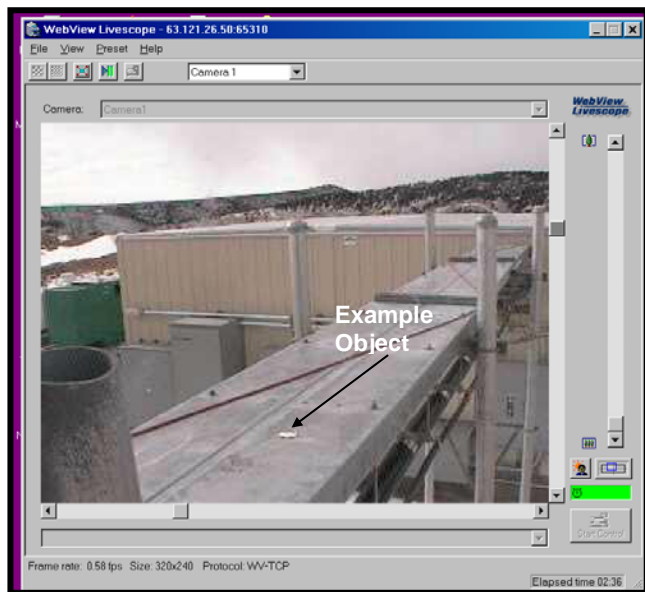 WebView Livescope - 63.121.26.50:65310
File View Preset Help
Camera 1
Camera: Camera1
WebView
Livescope
Example
Object
Start Control
Frame rate: 0.58 fps Size: 320x240 Protocol: WV-TCP
Elapsed time 02:36